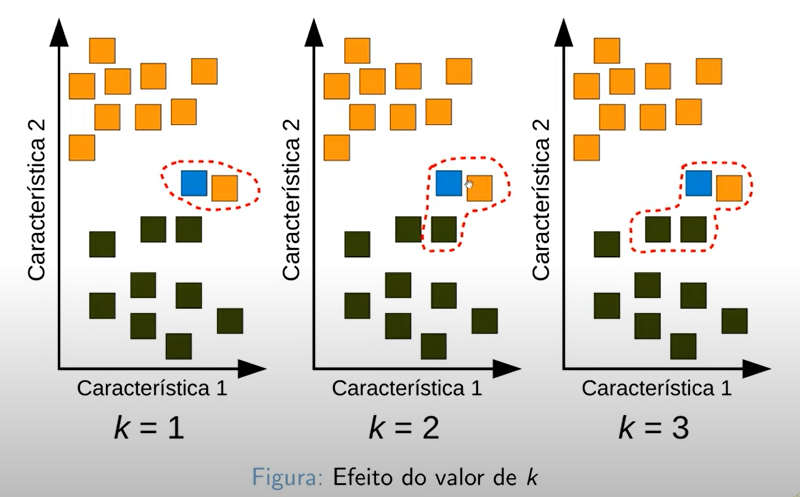 Característica 2
Característica 1
k = 1
Característica 2
Característica 1
k = 2
Característica 2
Característica 1
k = 3
Figura: Efeito do valor de k